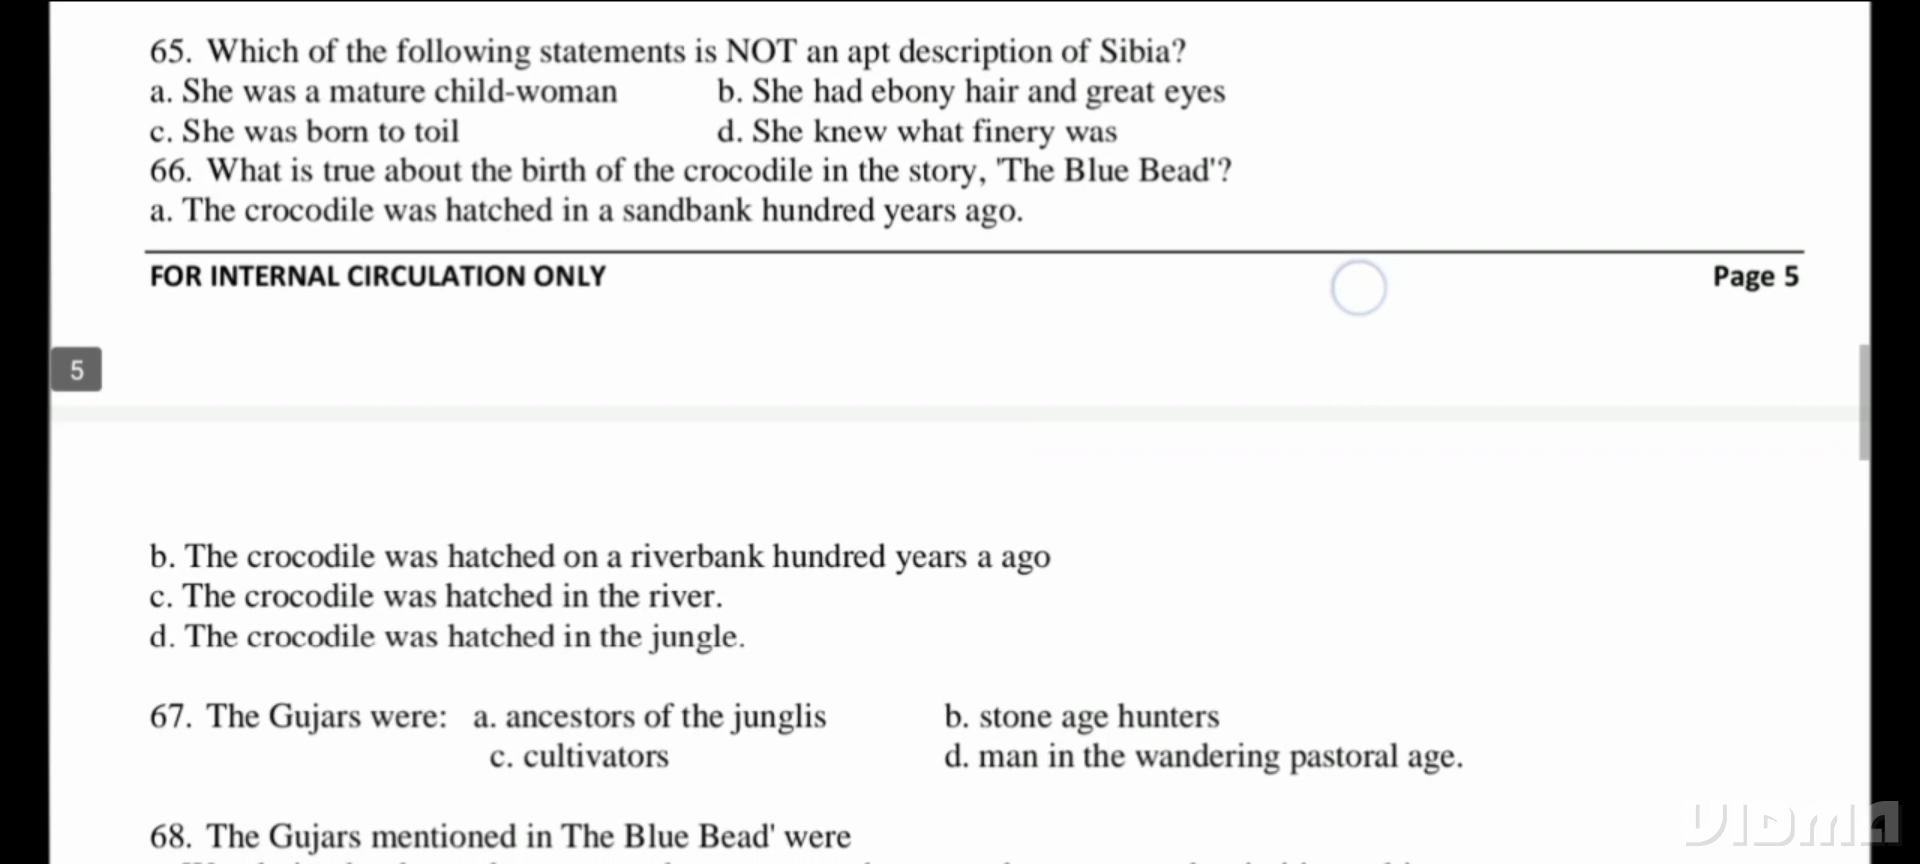 65. Which of the following statements is NOT an apt description of Sibia?
a. She was a mature child-woman b. She had ebony hair and great eyes
c. She was born to toil d. She knew what finery was
66. What is true about the birth of the crocodile in the story, 'The Blue Bead'?
a. The crocodile was hatched in a sandbank hundred years ago.
FOR INTERNAL CIRCULATION ONLY Page 5
5
b. The crocodile was hatched on a riverbank hundred years a ago
c. The crocodile was hatched in the river.
d. The crocodile was hatched in the jungle.
67. The Gujars were: a. ancestors of the junglis b. stone age hunters
c. cultivators d. man in the wandering pastoral age.
68. The Gujars mentioned in The Blue Bead' were
VIDMA